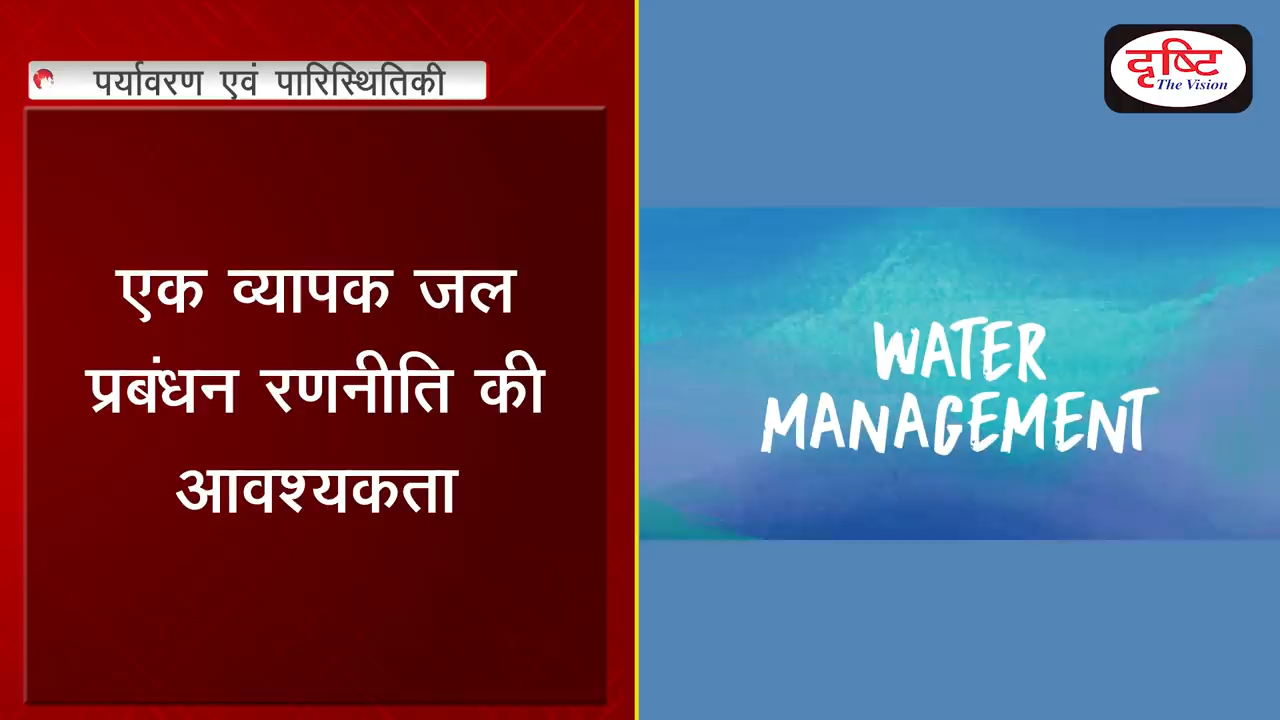 पर्यावरण एवं पारिस्थितिकी
एक व्यापक जल
प्रबंधन रणनीति की
आवश्यकता
दृष्टि
The Vision
WATER
MANAGEMENT